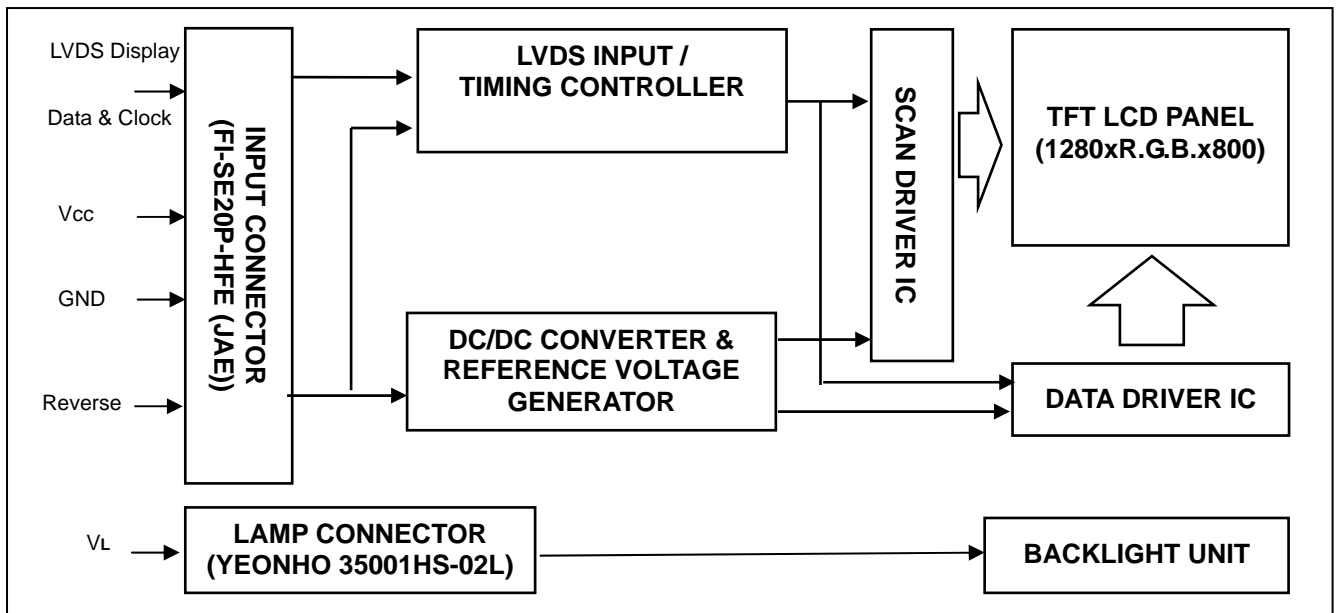 LVDS Display
Data & Clock
Vcc
GND
Reverse
INPUT CONNECTOR
(FI-SE20P-HFE (JAE))
LVDS INPUT /
TIMING CONTROLLER
DC/DC CONVERTER &
REFERENCE VOLTAGE
GENERATOR
SCAN DRIVER IC
TFT LCD PANEL
(1280xR.G.B.x800)
DATA DRIVER IC
VL
LAMP CONNECTOR
(YEONHO 35001HS-02L)
BACKLIGHT UNIT